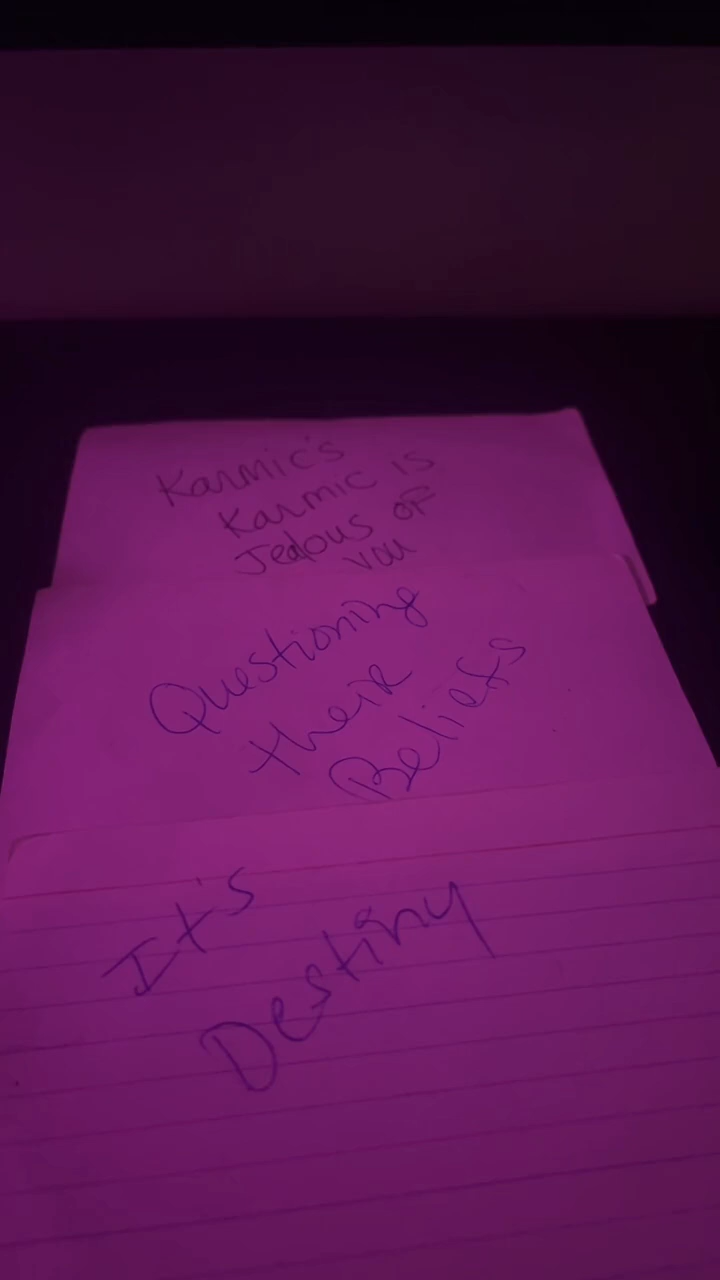 Karmic's
Karmic is
Jealous of
you
Questioning
their
Beliefs
It's
Destiny